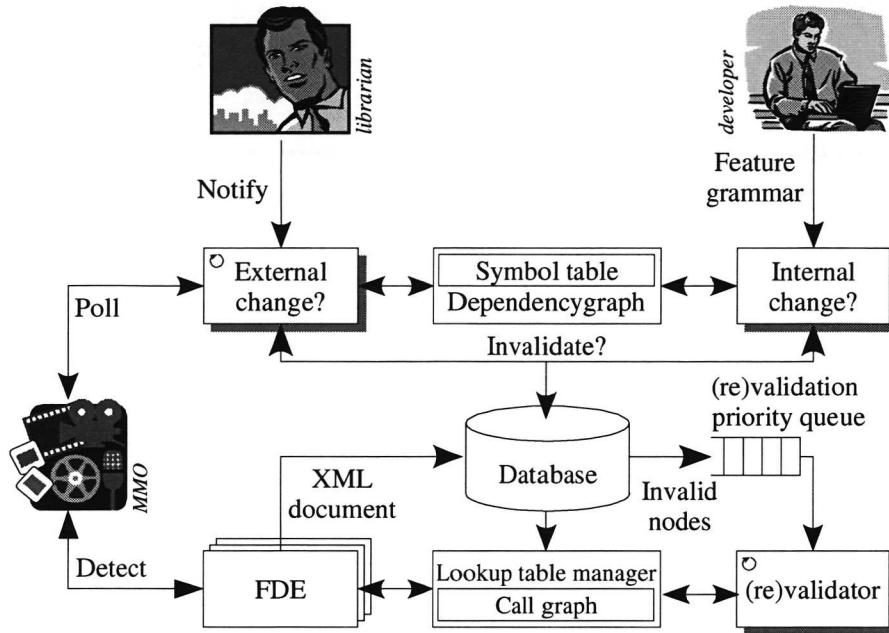 librarian
developer
Notify
Feature
grammar
External
change?
Symbol table
Dependencygraph
Internal
change?
Poll
Invalidate?
(re)validation
priority queue
MMO
XML
document
Database
Invalid
nodes
Detect
FDE
Lookup table manager
Call graph
(re)validator